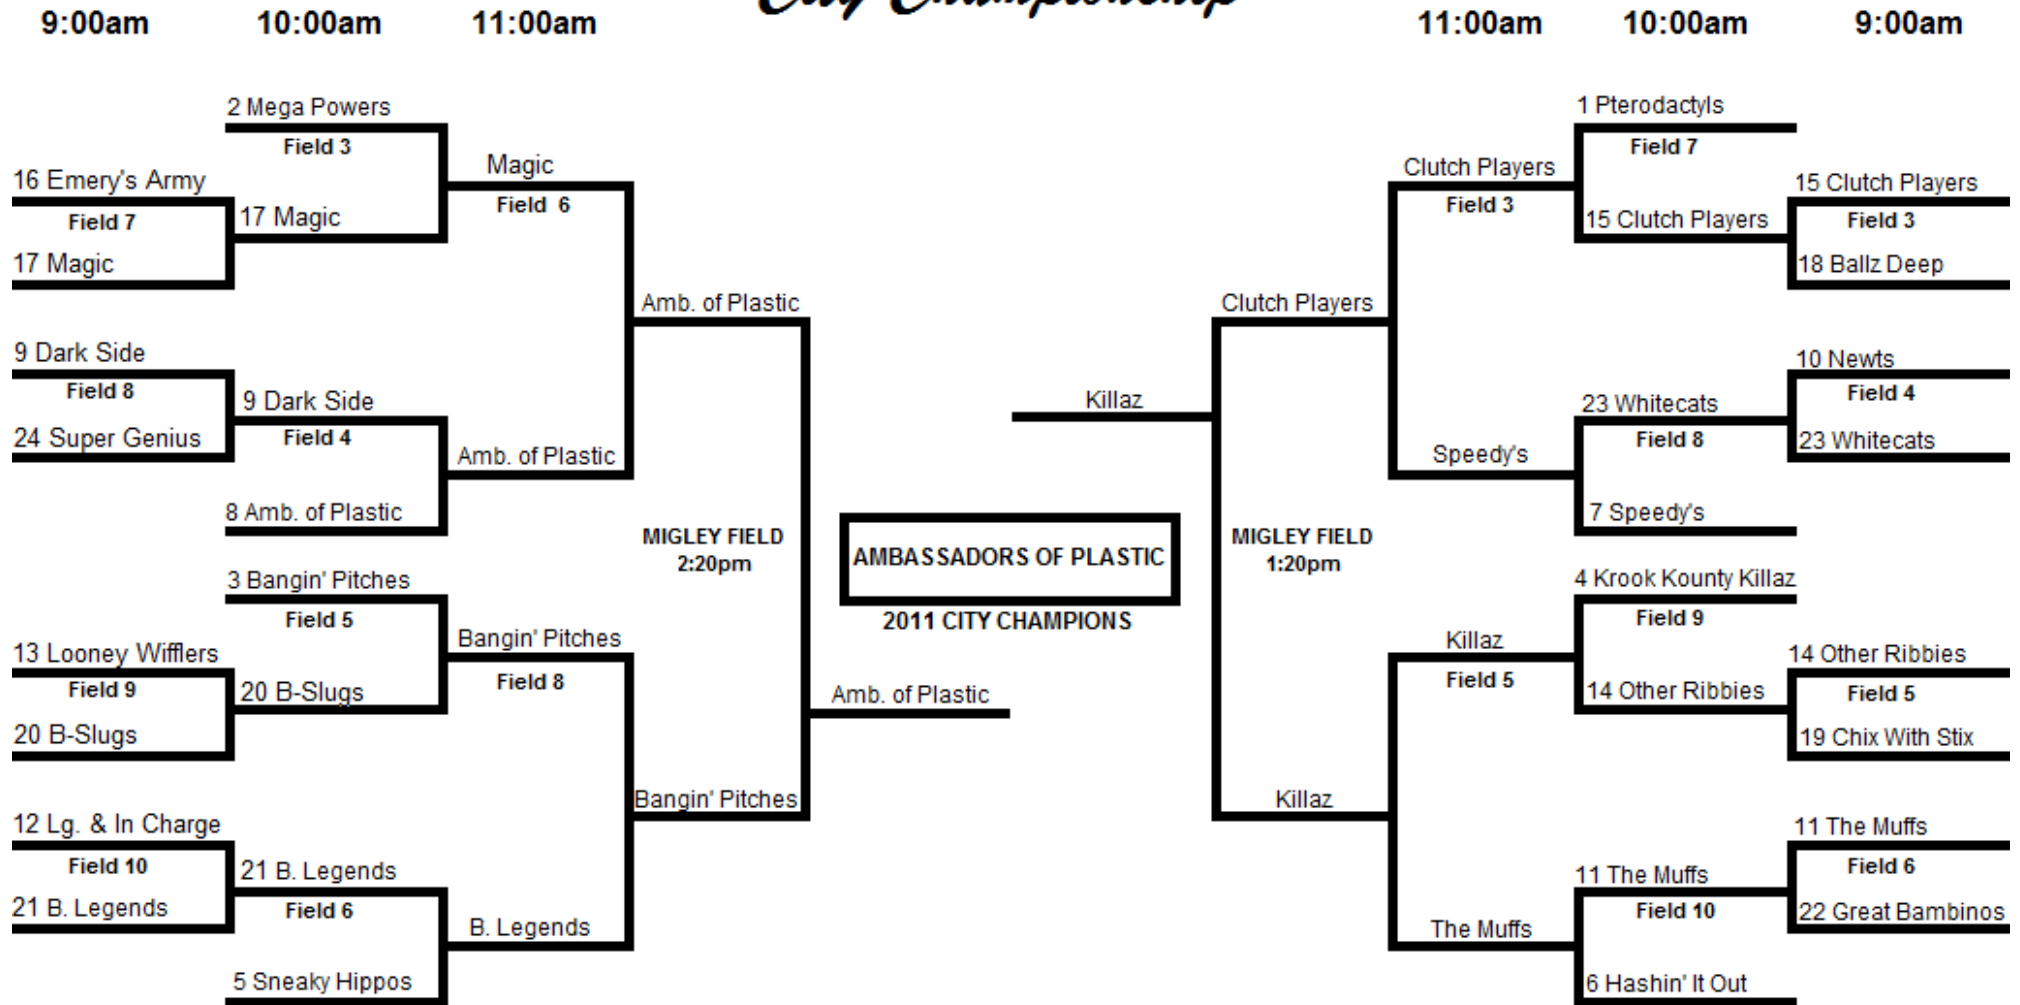 City Championship
9:00am 10:00am 11:00am 11:00am 10:00am 9:00am
2 Mega Powers
Field 3
16 Emery's Army
Field 7
17 Magic
17 Magic
Magic
Field 6
9 Dark Side
Field 8
24 Super Genius
9 Dark Side
Field 4
8 Amb. of Plastic
Amb. of Plastic
Amb. of Plastic
MIGLEY FIELD
2:20pm
3 Bangin' Pitches
Field 5
13 Looney Wifflers
Field 9
20 B-Slugs
20 B-Slugs
Bangin' Pitches
Field 8
12 Lg. & In Charge
Field 10
21 B. Legends
21 B. Legends
Field 6
5 Sneaky Hippos
B. Legends
Bangin' Pitches
Amb. of Plastic
Killaz
AMBASSADORS OF PLASTIC
2011 CITY CHAMPIONS
Clutch Players
MIGLEY FIELD
1:20pm
Killaz
Clutch Players
Field 3
Speedy's
Killaz
Field 5
The Muffs
1 Pterodactyls
Field 7
15 Clutch Players
15 Clutch Players
Field 3
18 Ballz Deep
23 Whitecats
Field 8
7 Speedy's
10 Newts
Field 4
23 Whitecats
4 Krook Kounty Killaz
Field 9
14 Other Ribbies
14 Other Ribbies
Field 5
19 Chix With Stix
11 The Muffs
Field 10
6 Hashin' It Out
11 The Muffs
Field 6
22 Great Bambinos